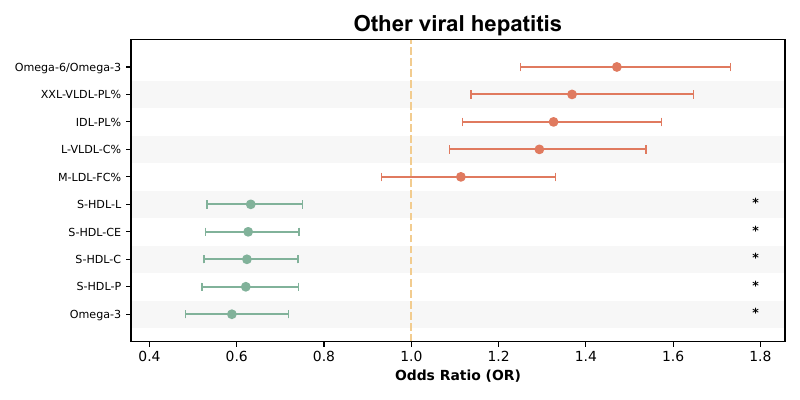 Other viral hepatitis
Omega-6/Omega-3
XXL-VLDL-PL%
IDL-PL%
L-VLDL-C%
M-LDL-FC%
S-HDL-L *
S-HDL-CE *
S-HDL-C *
S-HDL-P *
Omega-3 *
0.4 0.6 0.8 1.0 1.2 1.4 1.6 1.8
Odds Ratio (OR)